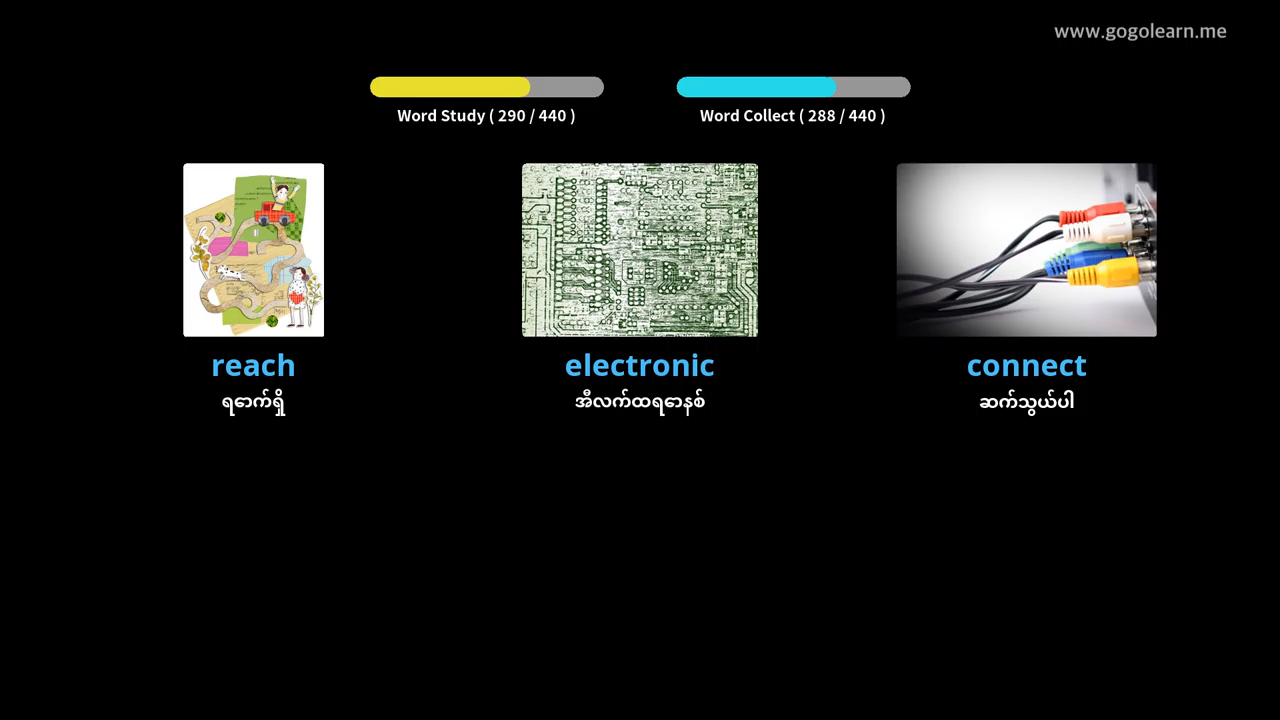 www.gogolearn.me
Word Study ( 290 / 440 )
Word Collect ( 288 / 440 )
reach
ရောက်ရှိ
electronic
အီလက်ထရောနစ်
connect
ဆက်သွယ်ပါ